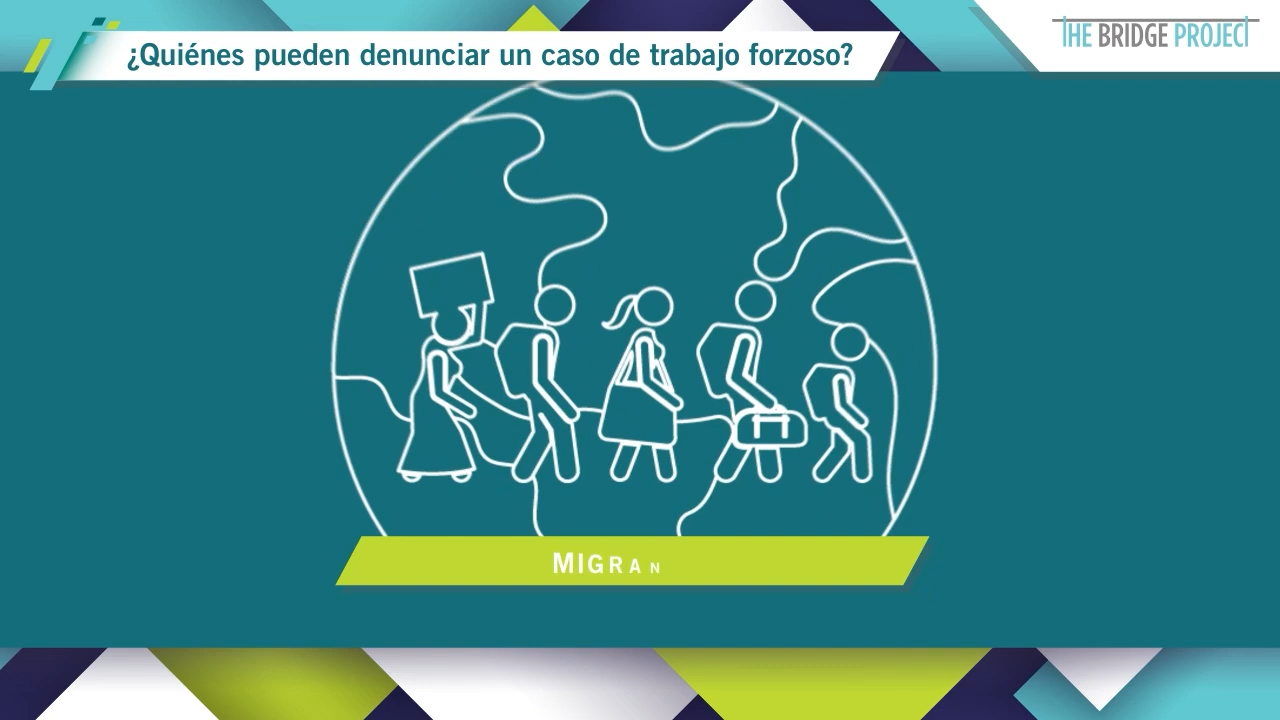 ¿Quiénes pueden denunciar un caso de trabajo forzoso?
THE BRIDGE PROJECT
MIGRAN